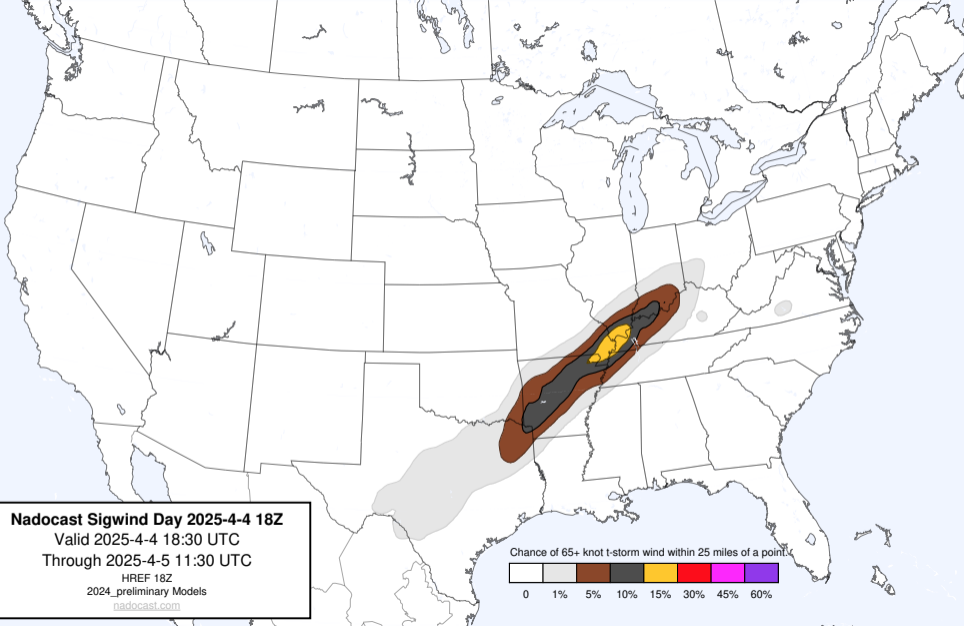 Nadocast Sigwind Day 2025-4-4 18Z
Valid 2025-4-4 18:30 UTC
Through 2025-4-5 11:30 UTC
HREF 18Z
2024_preliminary Models
nadocast.com
Chance of 65+ knot t-storm wind within 25 miles of a point.
0 1% 5% 10% 15% 30% 45% 60%